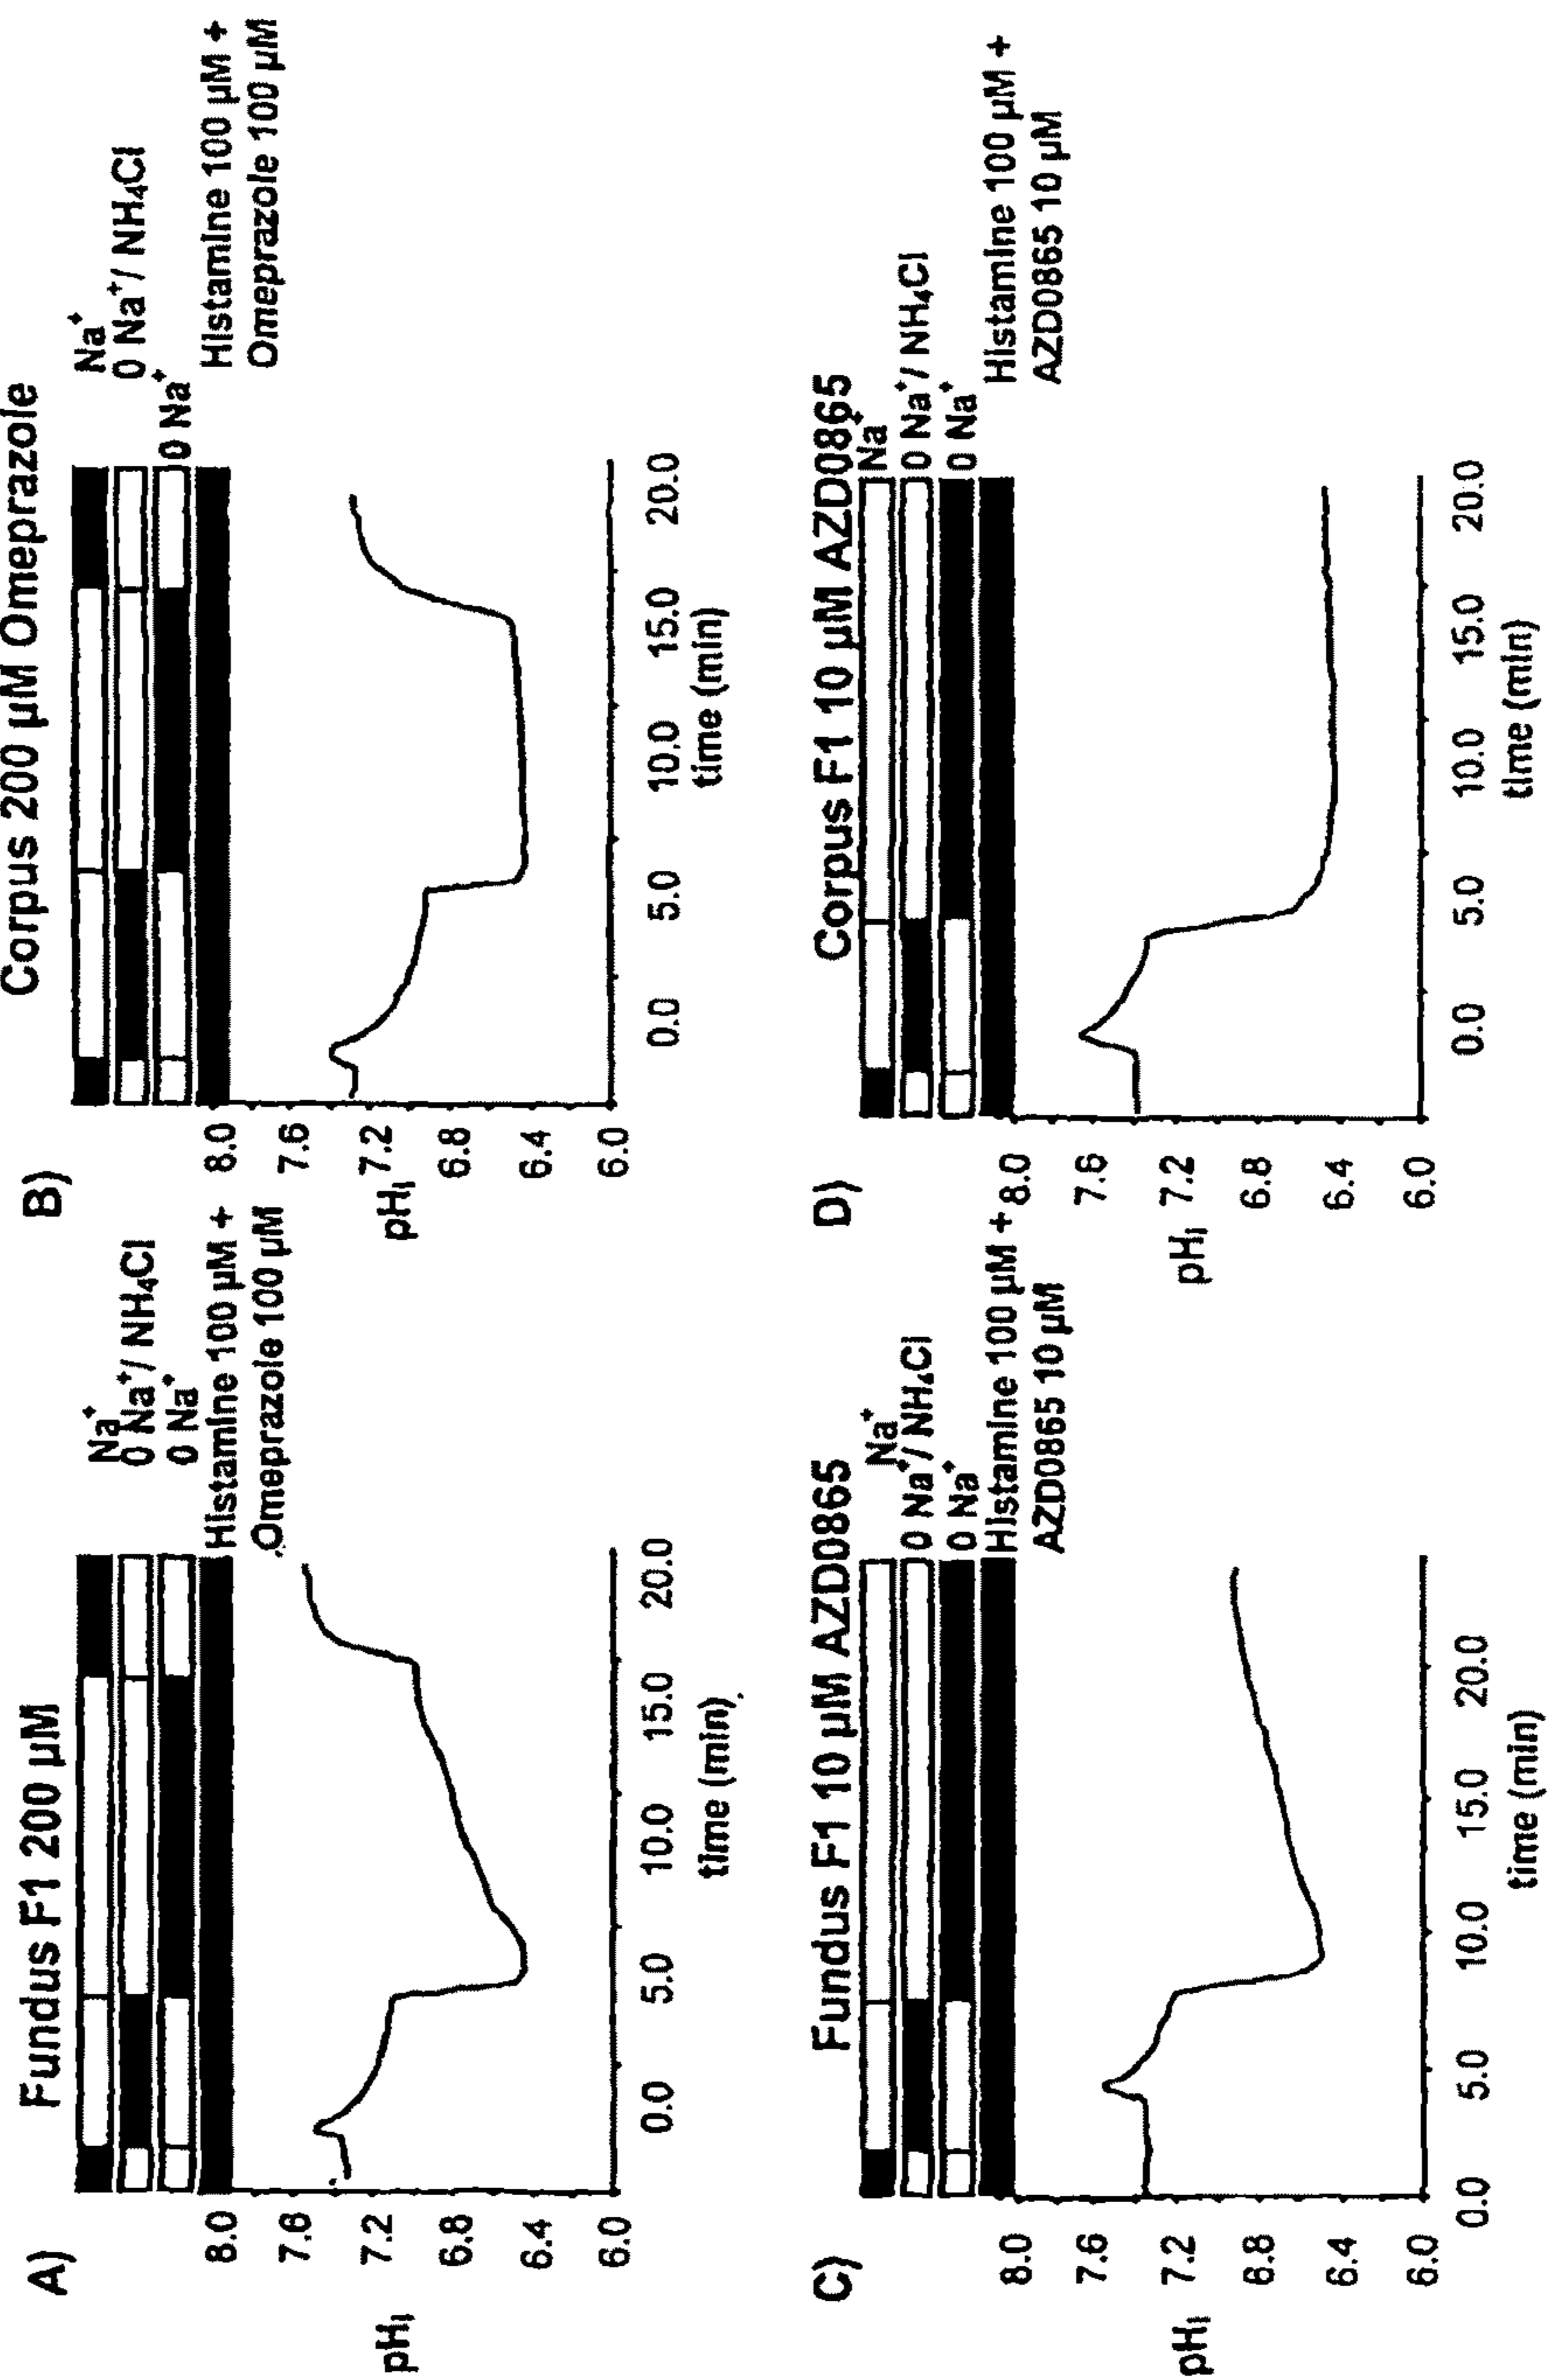 A)
Fundus F1 200 µM
Na⁺
0 Na⁺/ NH₄Cl
0 Na⁺
Histamine 100 µM +
Omeprazole 100 µM
pHᵢ
8.0
7.6
7.2
6.8
6.4
6.0
0.0
5.0
10.0
15.0
20.0
time (min)
B)
Corpus 200 µM Omeprazole
Na⁺
0 Na⁺/ NH₄Cl
0 Na⁺
Histamine 100 µM +
Omeprazole 100 µM
pHᵢ
8.0
7.6
7.2
6.8
6.4
6.0
0.0
5.0
10.0
15.0
20.0
time (min)
C)
Fundus F1 10 µM AZD0865
Na⁺
0 Na⁺/ NH₄Cl
0 Na⁺
Histamine 100 µM +
AZD0865 10 µM
pHᵢ
8.0
7.6
7.2
6.8
6.4
6.0
0.0
5.0
10.0
15.0
20.0
time (min)
D)
Corpus F1 10 µM AZD0865
Na⁺
0 Na⁺/ NH₄Cl
0 Na⁺
Histamine 100 µM +
AZD0865 10 µM
pHᵢ
8.0
7.6
7.2
6.8
6.4
6.0
0.0
5.0
10.0
15.0
20.0
time (min)